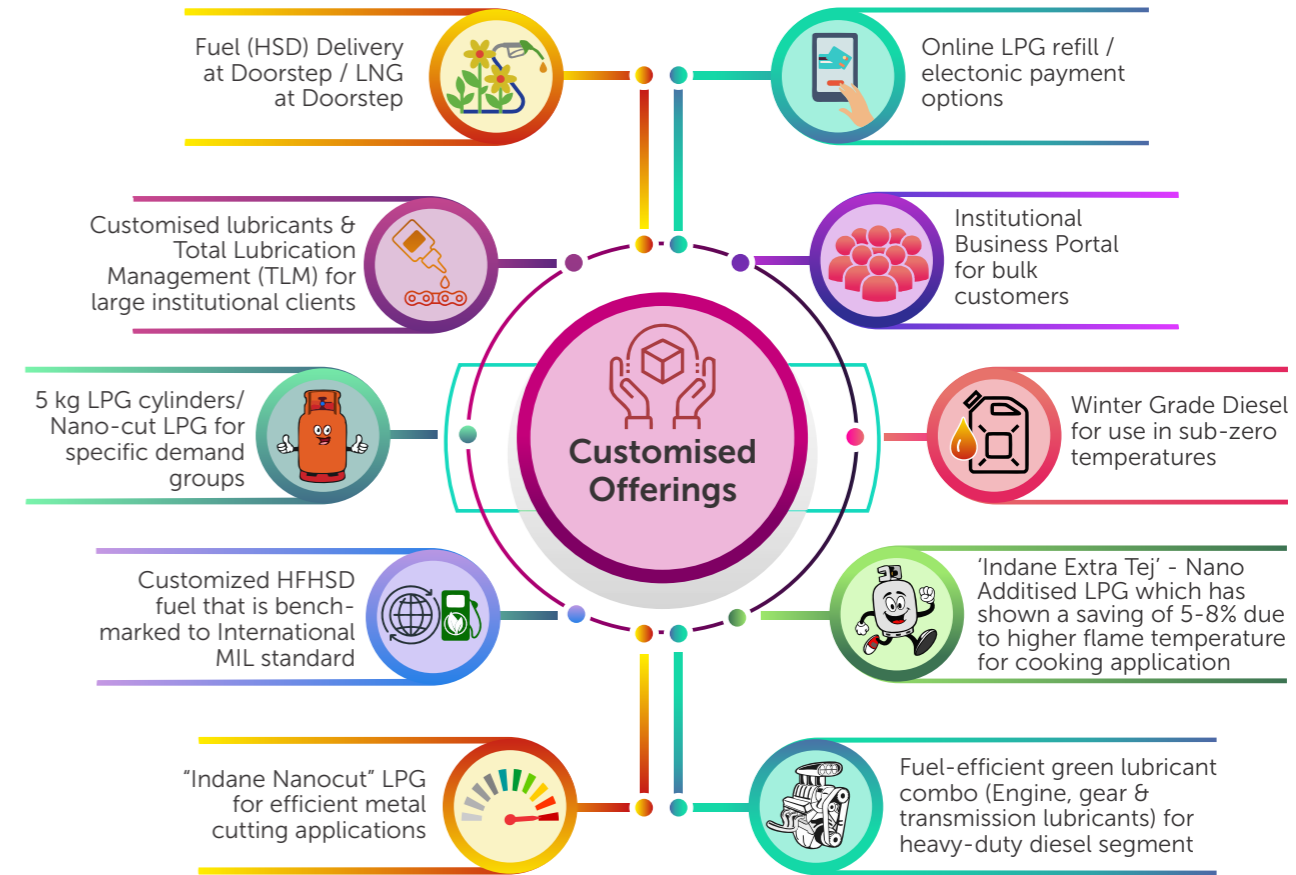 Fuel (HSD) Delivery
at Doorstep / LNG
at Doorstep
Online LPG refill /
electonic payment
options
Customised lubricants &
Total Lubrication
Management (TLM) for
large institutional clients
Institutional
Business Portal
for bulk
customers
5 kg LPG cylinders/
Nano-cut LPG for
specific demand
groups
Customised
Offerings
Winter Grade Diesel
for use in sub-zero
temperatures
Customized HFHSD
fuel that is bench-
marked to International
MIL standard
‘Indane Extra Tej’ - Nano
Additised LPG which has
shown a saving of 5-8% due
to higher flame temperature
for cooking application
“Indane Nanocut” LPG
for efficient metal
cutting applications
Fuel-efficient green lubricant
combo (Engine, gear &
transmission lubricants) for
heavy-duty diesel segment